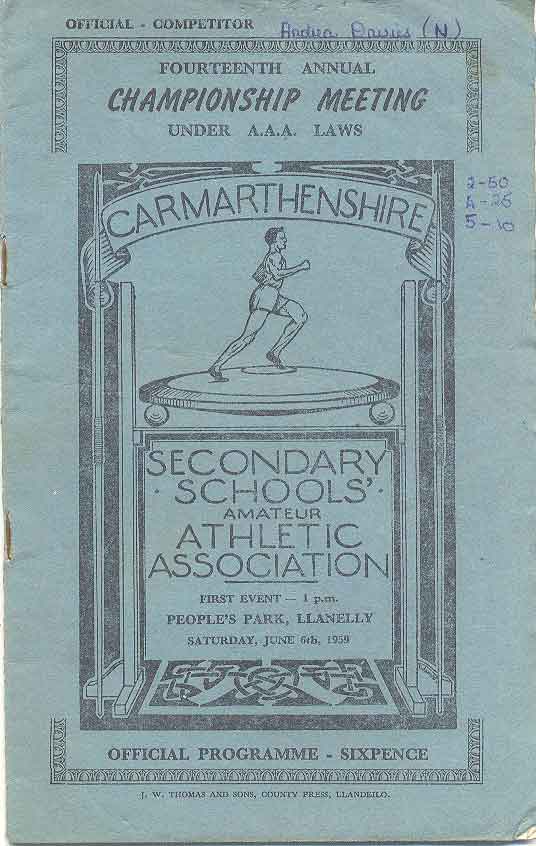 OFFICIAL - COMPETITOR Andrea Davies (N)
FOURTEENTH ANNUAL
CHAMPIONSHIP MEETING
UNDER A.A.A. LAWS
2-50
4-25
5-10
CARMARTHENSHIRE
SECONDARY
· SCHOOLS' ·
AMATEUR
ATHLETIC
ASSOCIATION
FIRST EVENT — 1 p.m.
PEOPLE'S PARK, LLANELLY
SATURDAY, JUNE 6th, 1959
OFFICIAL PROGRAMME - SIXPENCE
J. W. THOMAS AND SONS, COUNTY PRESS, LLANDEILO.